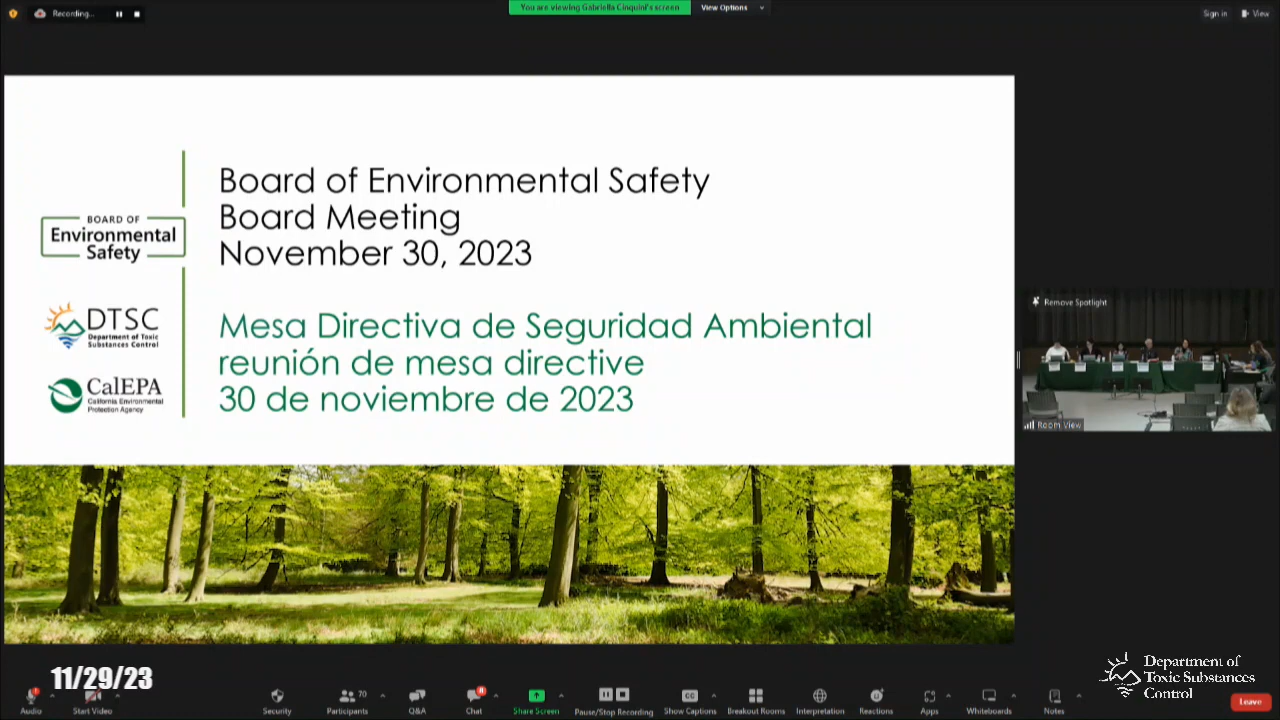 Recording...
You are viewing Gabriella Cinquini's screen
View Options
Sign in
View
Board of Environmental Safety
Board Meeting
November 30, 2023
BOARD OF
Environmental
Safety
DTSC
Department of Toxic
Substances Control
CalEPA
California Environmental
Protection Agency
Mesa Directiva de Seguridad Ambiental
reunión de mesa directive
30 de noviembre de 2023
Remove Spotlight
Room View
11/29/23
Department of
Toxic Substances
Control
Audio
Start Video
Security
70
Participants
Q&A
Chat
Share Screen
Pause/Stop Recording
CC
Show Captions
Breakout Rooms
Interpretation
Reactions
Apps
Whiteboards
Notes
Leave